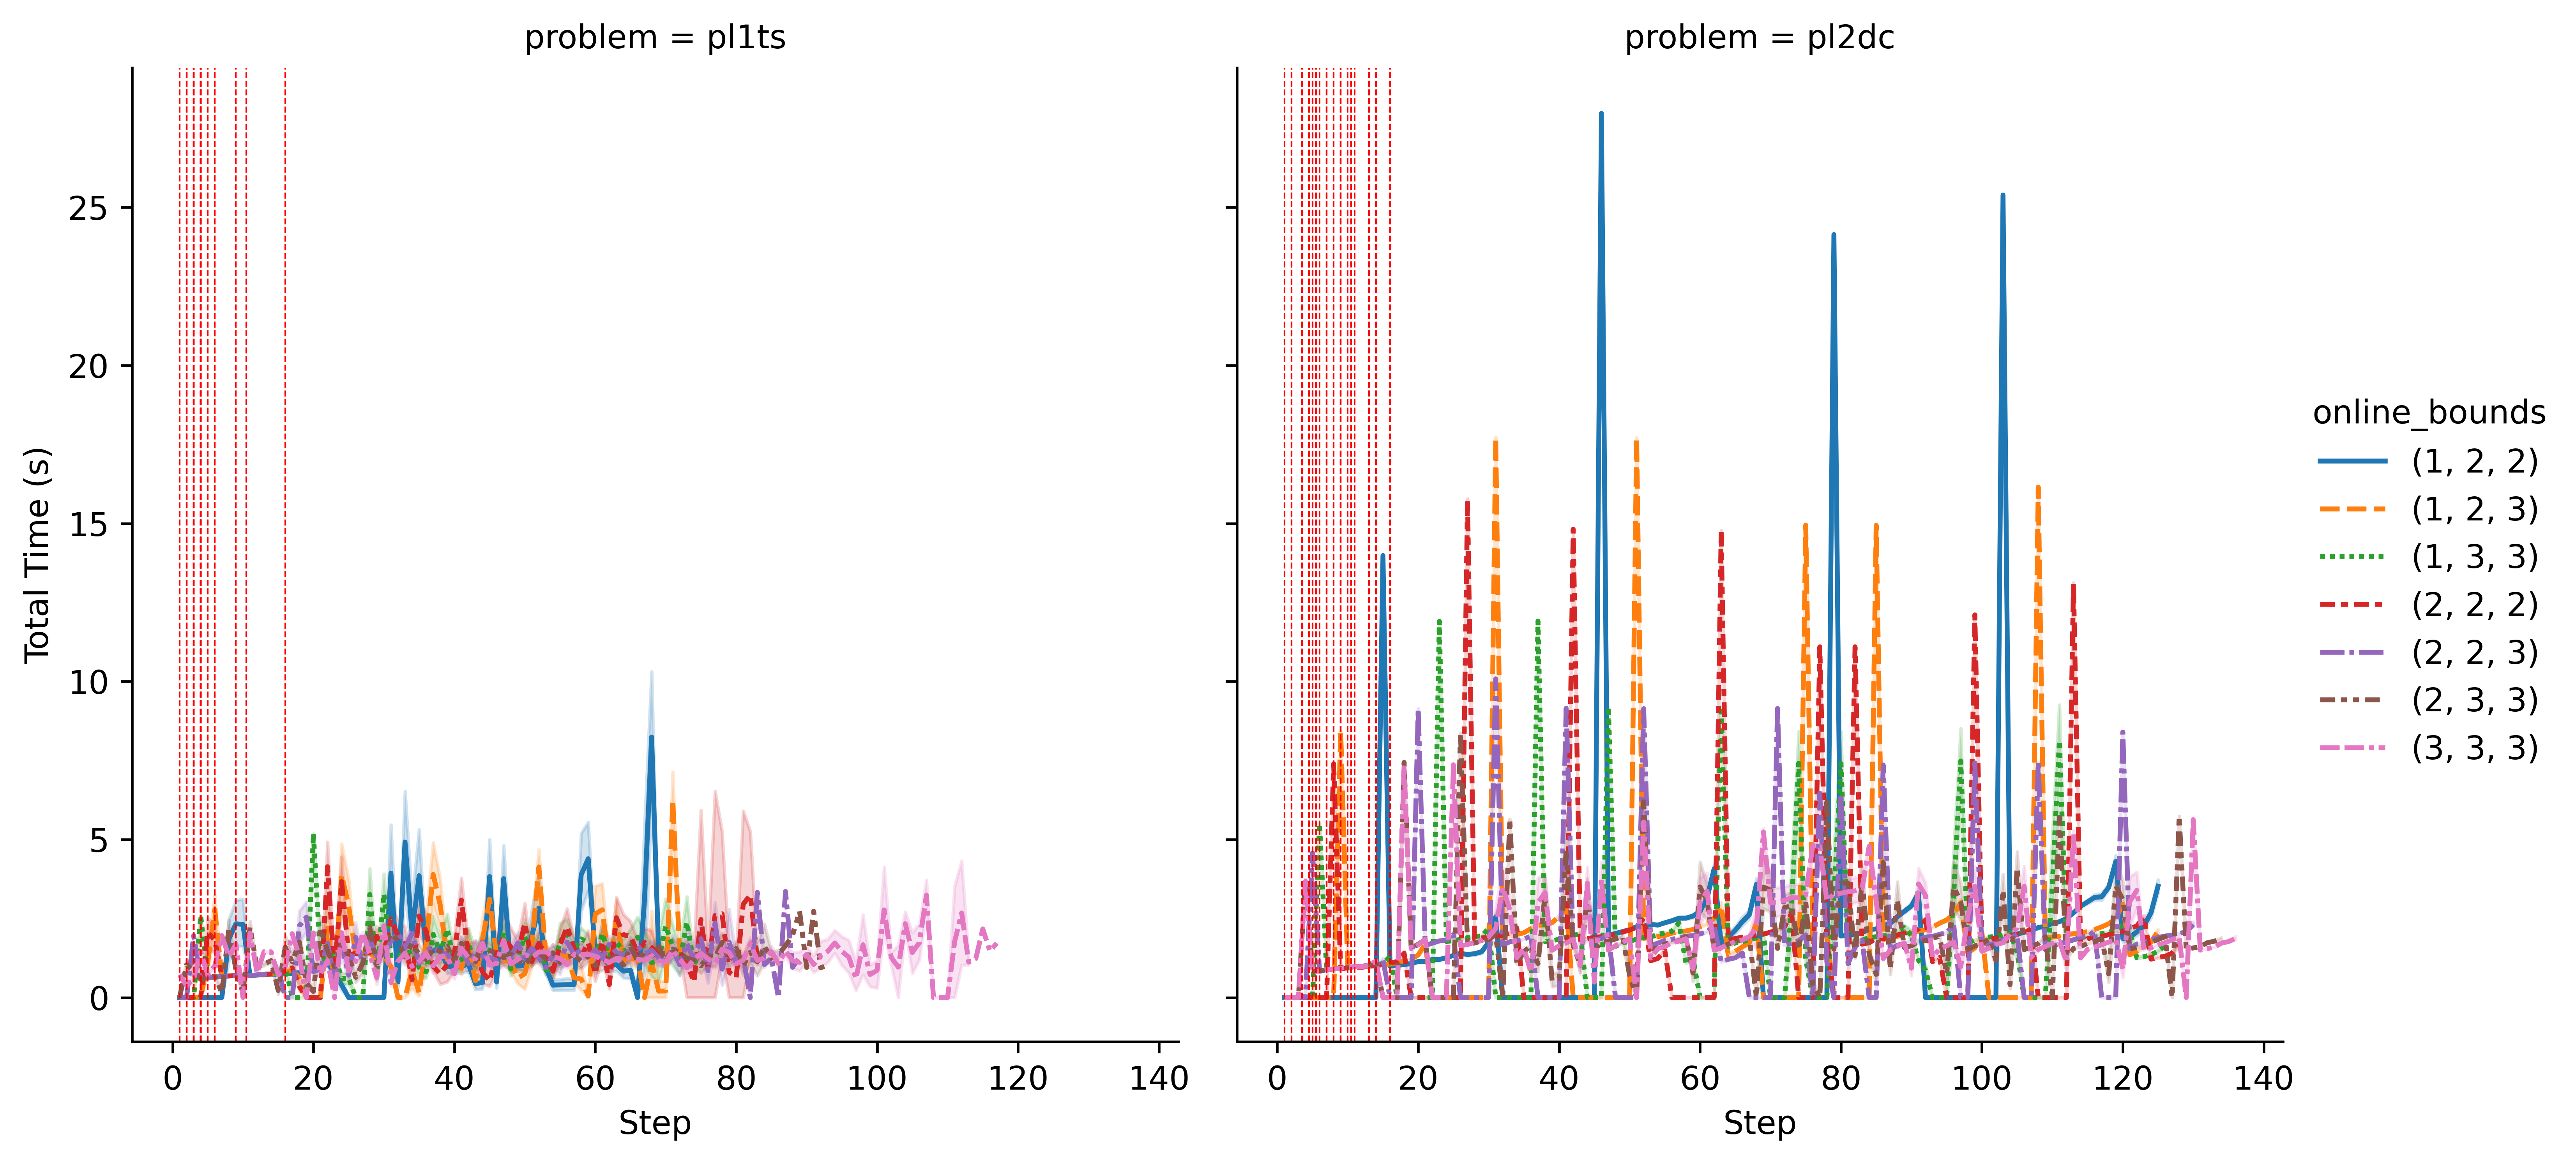 problem = pl1ts
problem = pl2dc
Total Time (s)
25
20
15
10
5
0
0 20 40 60 80 100 120 140
0 20 40 60 80 100 120 140
Step
Step
online_bounds
(1, 2, 2)
(1, 2, 3)
(1, 3, 3)
(2, 2, 2)
(2, 2, 3)
(2, 3, 3)
(3, 3, 3)